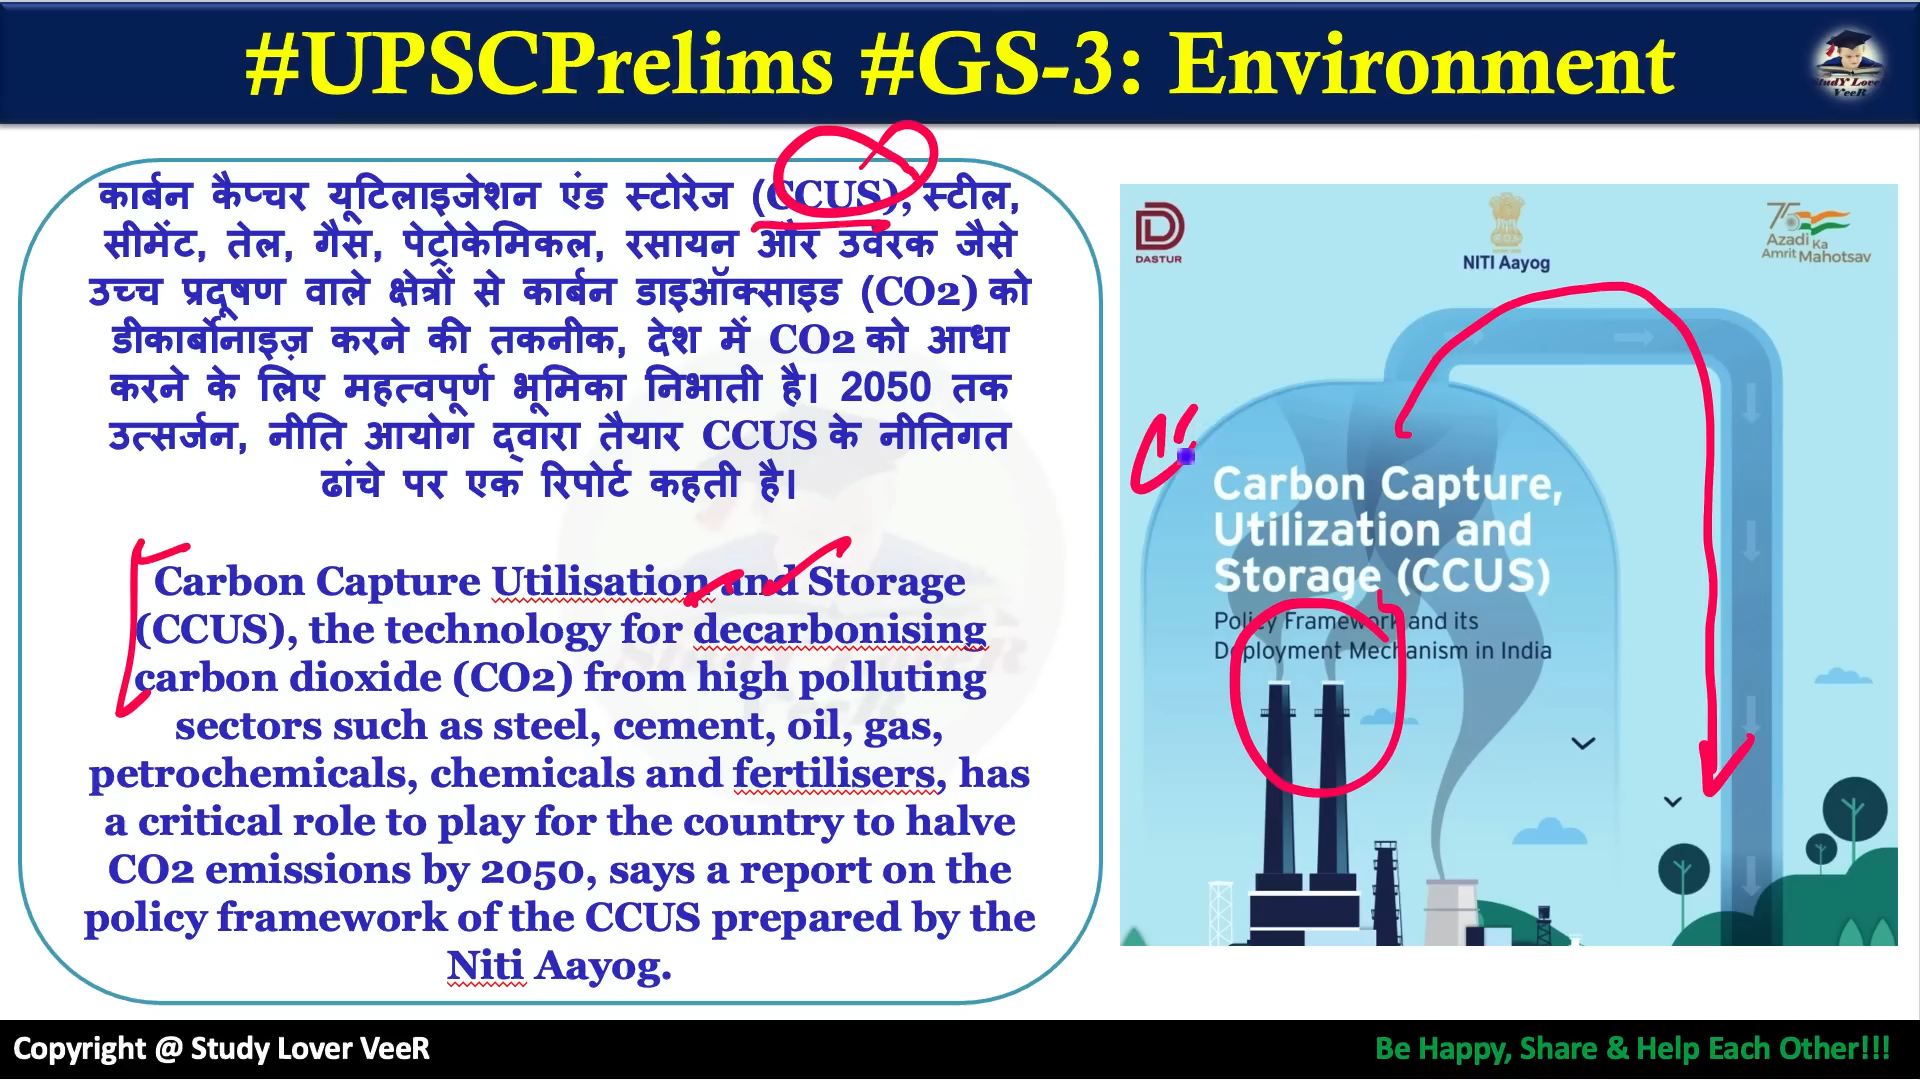 #UPSCPrelims #GS-3: Environment
StudY Lover
VeeR
कार्बन कैप्चर यूटिलाइजेशन एंड स्टोरेज (CCUS), स्टील,
सीमेंट, तेल, गैस, पेट्रोकेमिकल, रसायन और उर्वरक जैसे
उच्च प्रदूषण वाले क्षेत्रों से कार्बन डाइऑक्साइड (CO2) को
डीकार्बोनाइज़ करने की तकनीक, देश में CO2 को आधा
करने के लिए महत्वपूर्ण भूमिका निभाती है। 2050 तक
उत्सर्जन, नीति आयोग द्वारा तैयार CCUS के नीतिगत
ढांचे पर एक रिपोर्ट कहती है।
Carbon Capture Utilisation and Storage
(CCUS), the technology for decarbonising
carbon dioxide (CO2) from high polluting
sectors such as steel, cement, oil, gas,
petrochemicals, chemicals and fertilisers, has
a critical role to play for the country to halve
CO2 emissions by 2050, says a report on the
policy framework of the CCUS prepared by the
Niti Aayog.
DASTUR
NITI Aayog
75
Azadi Ka
Amrit Mahotsav
Carbon Capture,
Utilization and
Storage (CCUS)
Policy Framework and its
Deployment Mechanism in India
Copyright @ Study Lover VeeR
Be Happy, Share & Help Each Other!!!